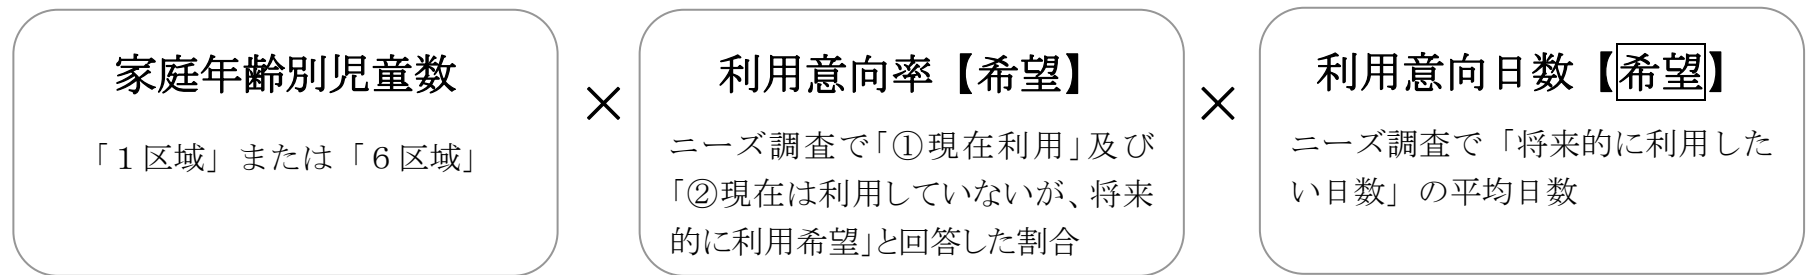 家庭年齢別児童数
「１区域」または「６区域」
×
利用意向率【希望】
ニーズ調査で「①現在利用」及び
「②現在は利用していないが、将来
的に利用希望」と回答した割合
×
利用意向日数【希望】
ニーズ調査で「将来的に利用した
い日数」の平均日数